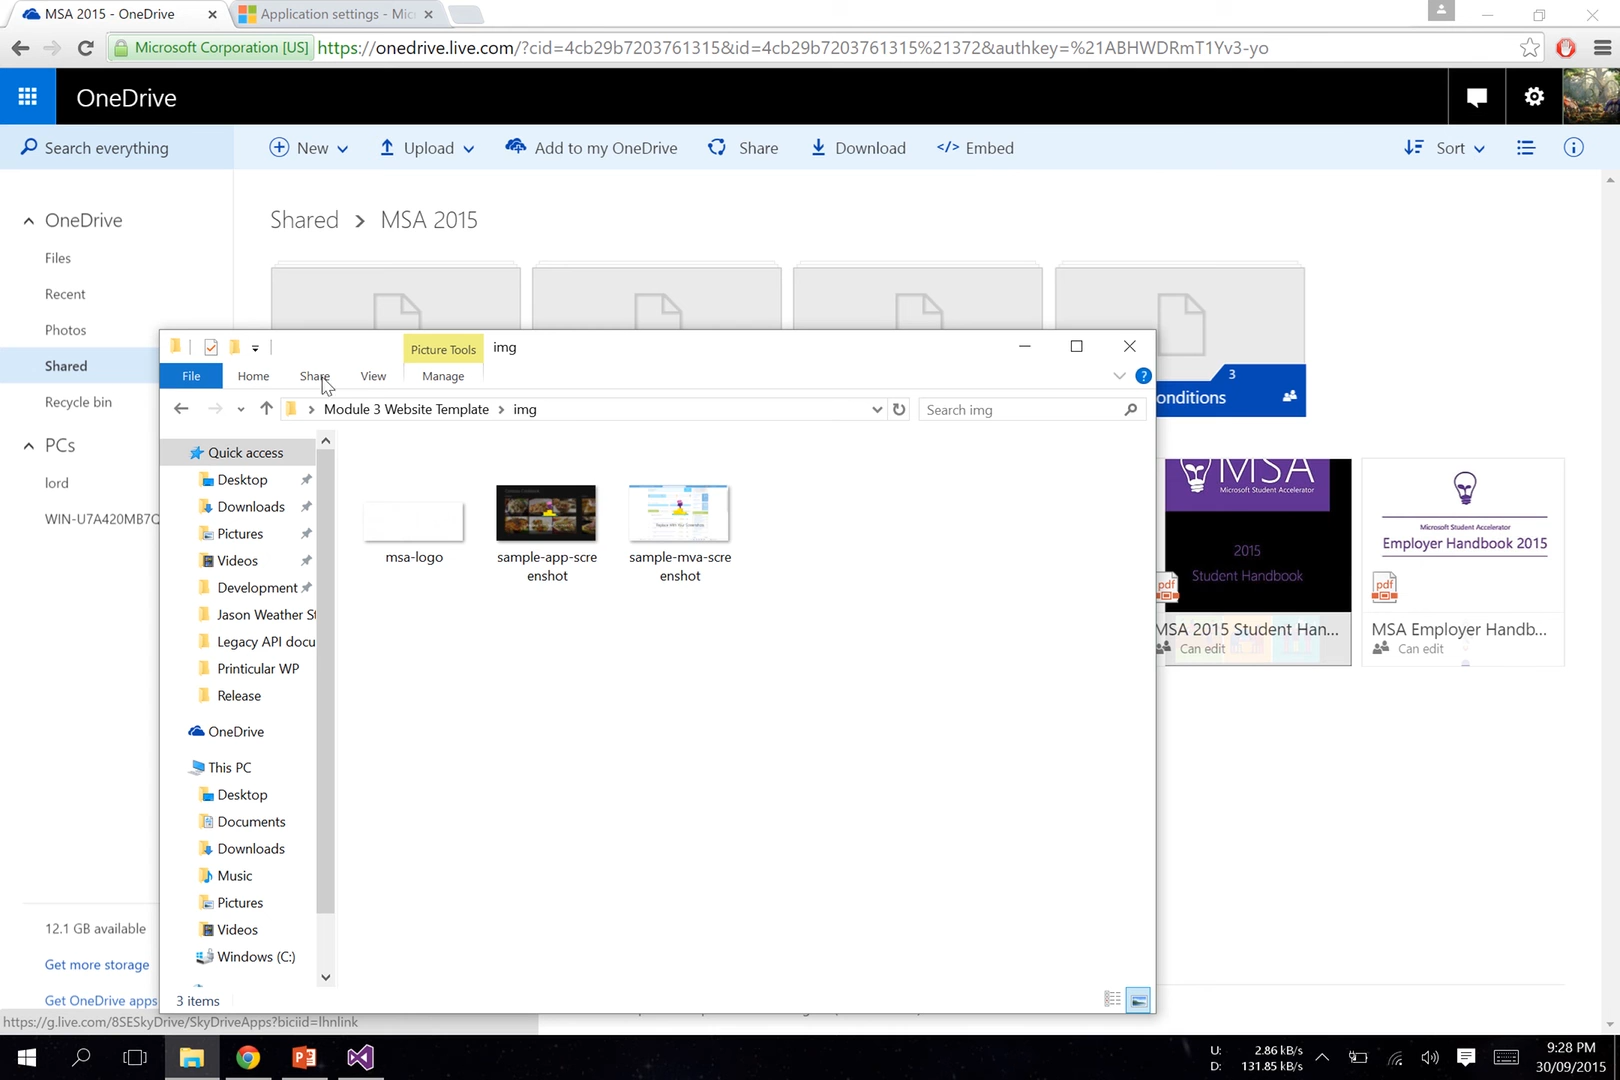 MSA 2015 - OneDrive
Application settings - Mic
Microsoft Corporation [US]
https://onedrive.live.com/?cid=4cb29b7203761315&id=4cb29b7203761315%21372&authkey=%21ABHWDRmT1Yv3-yo
OneDrive
Search everything
New
Upload
Add to my OneDrive
Share
Download
</> Embed
Sort
OneDrive
Files
Recent
Photos
Shared
Recycle bin
PCs
lord
WIN-U7A420MB7Q
12.1 GB available
Get more storage
Get OneDrive apps
https://g.live.com/8SESkyDrive/SkyDriveApps?biciid=lhnlink
Shared > MSA 2015
3
onditions
Picture Tools
img
File
Home
Share
View
Manage
Module 3 Website Template > img
Search img
Quick access
Desktop
Downloads
Pictures
Videos
Development
Jason Weather St
Legacy API docu
Printicular WP
Release
OneDrive
This PC
Desktop
Documents
Downloads
Music
Pictures
Videos
Windows (C:)
msa-logo
sample-app-scre
enshot
sample-mva-scre
enshot
3 items
MSA
Microsoft Student Accelerator
2015
Student Handbook
pdf
MSA 2015 Student Han...
Can edit
Microsoft Student Accelerator
Employer Handbook 2015
pdf
MSA Employer Handb...
Can edit
U: 2.86 kB/s
D: 131.85 kB/s
9:28 PM
30/09/2015